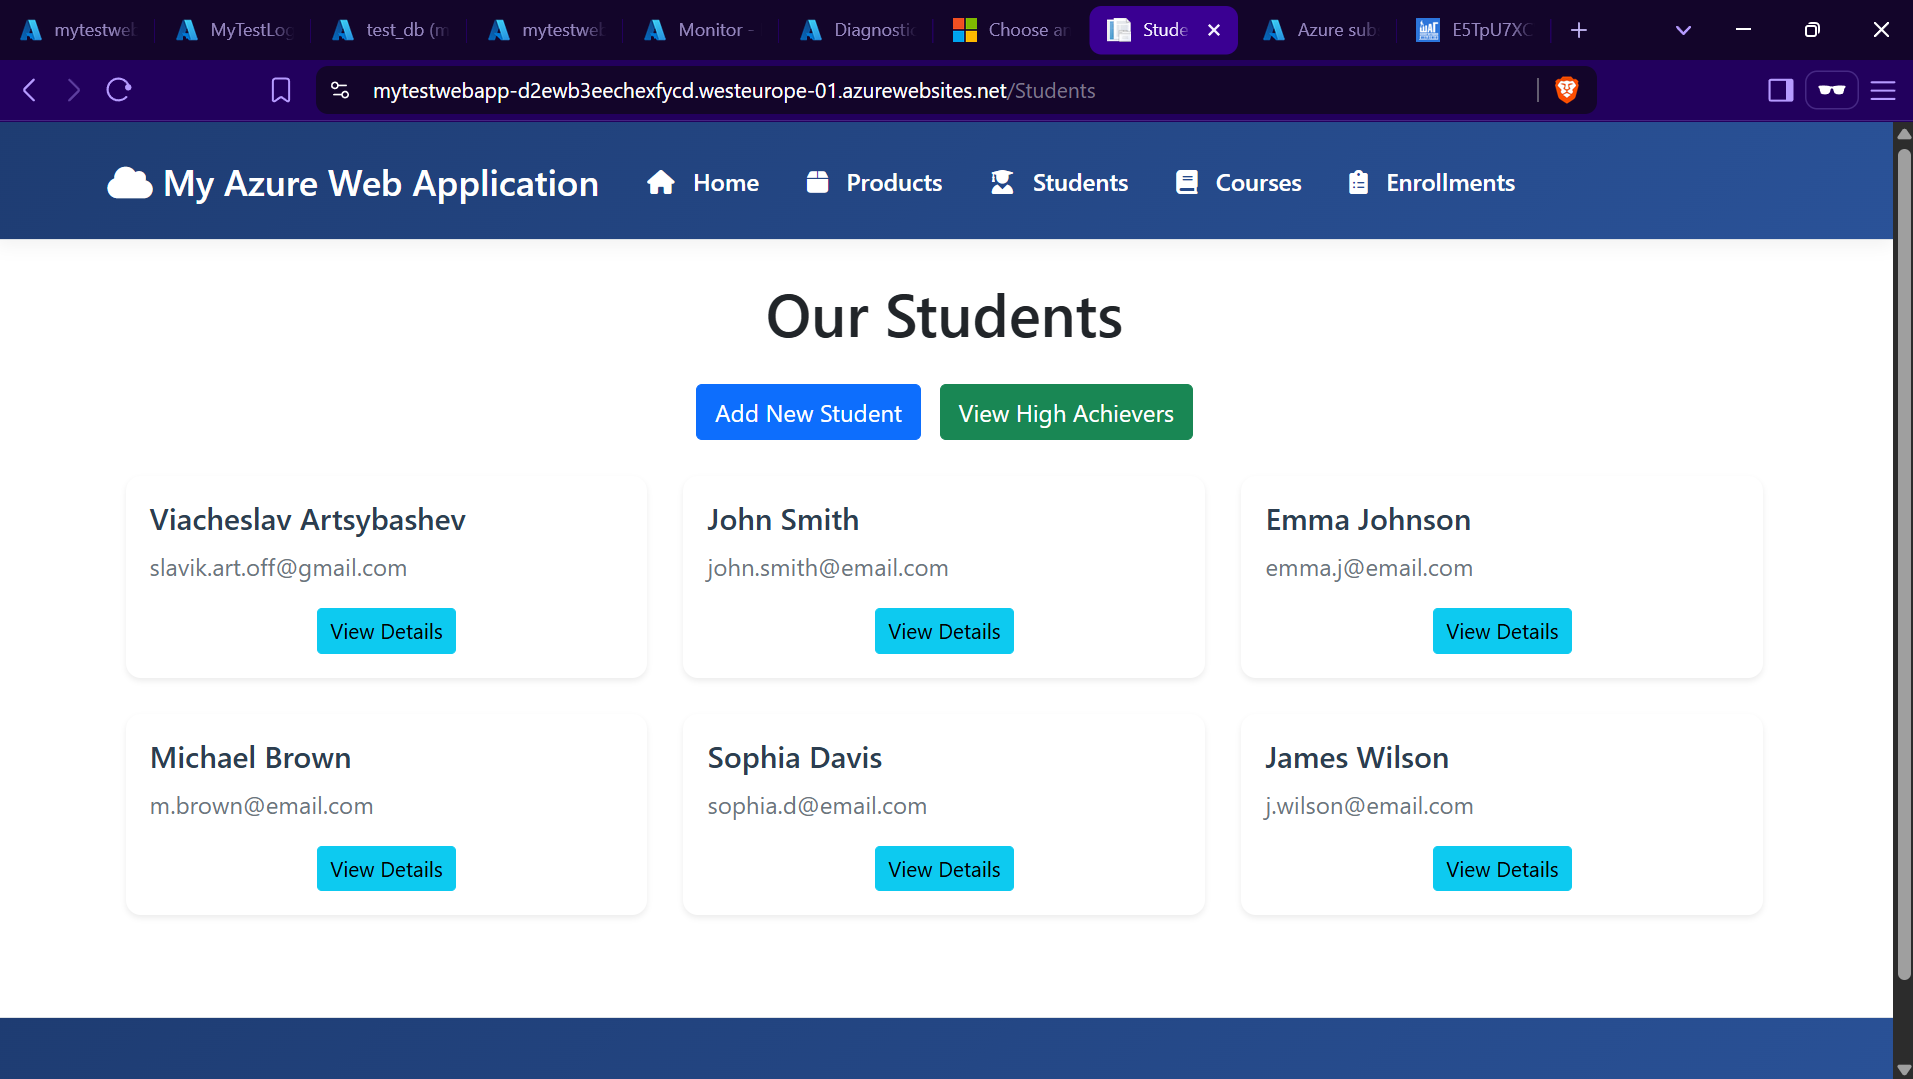 mytestweb MyTestLog test_db (m mytestweb Monitor - Diagnostic Choose an Stude Azure sub E5TpU7XC
mytestwebapp-d2ewb3eechexfycd.westeurope-01.azurewebsites.net/Students
My Azure Web Application Home Products Students Courses Enrollments
Our Students
Add New Student View High Achievers
Viacheslav Artsybashev John Smith Emma Johnson
slavik.art.off@gmail.com john.smith@email.com emma.j@email.com
View Details View Details View Details
Michael Brown Sophia Davis James Wilson
m.brown@email.com sophia.d@email.com j.wilson@email.com
View Details View Details View Details